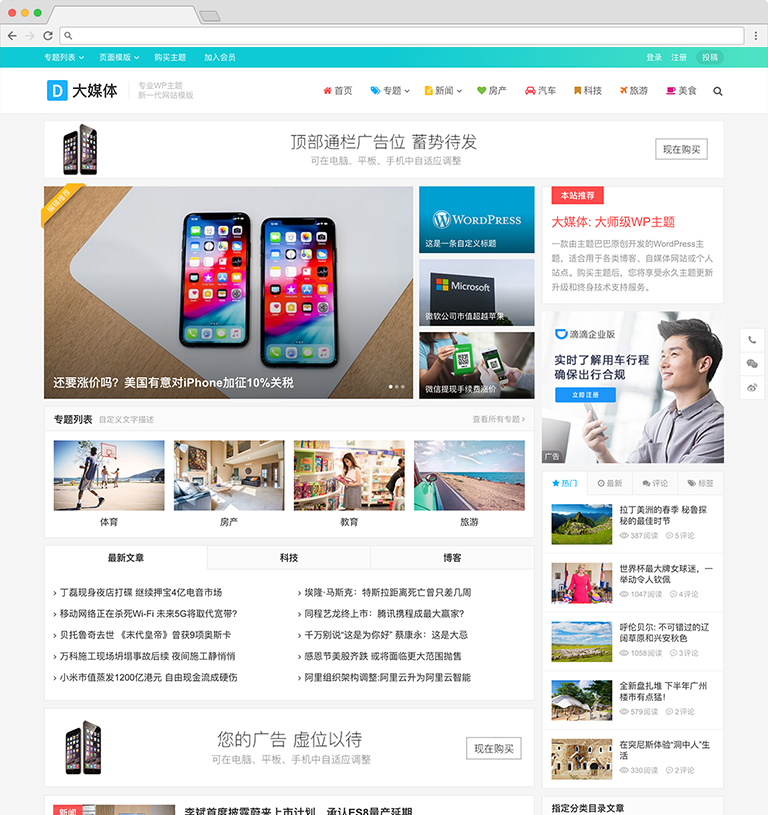 专题列表 页面模版 购买主题 加入会员 登录 注册 投稿
D 大媒体 专业WP主题
新一代网站模版
首页 专题 新闻 房产 汽车 科技 旅游 美食
顶部通栏广告位 蓄势待发
可在电脑、平板、手机中自适应调整
现在购买
编辑推荐
还要涨价吗？美国有意对iPhone加征10%关税
WORDPRESS
这是一条自定义标题
Microsoft
微软公司市值超越苹果
微信提现手续费涨价
本站推荐
大媒体: 大师级WP主题
一款由主题巴巴原创开发的WordPress主
题，适合用于各类博客、自媒体网站或个人
站点。购买主题后，您将享受永久主题更新
升级和终身技术支持服务。
滴滴企业版
实时了解用车行程
确保出行合规
立即注册
广告
专题列表 自定义文字描述 查看所有专题
体育 房产 教育 旅游
最新文章 科技 博客
丁磊现身夜店打碟 继续押宝4亿电音市场
移动网络正在杀死Wi-Fi 未来5G将取代宽带?
贝托鲁奇去世 《末代皇帝》曾获9项奥斯卡
万科施工现场坍塌事故后续 夜间施工静悄悄
小米市值蒸发1200亿港元 自由现金流成硬伤
埃隆·马斯克：特斯拉距离死亡曾只差几周
同程艺龙终上市：腾讯携程成最大赢家?
千万别说“这是为你好” 蔡康永：这是大忌
感恩节美股齐跌 或将面临更大范围抛售
阿里组织架构调整:阿里云升为阿里云智能
热门 最新 评论 标签
拉丁美洲的春季 秘鲁探
秘的最佳时节
387阅读 5评论
世界杯最大牌女球迷，一
举动令人钦佩
1047阅读 4评论
呼伦贝尔: 不可错过的辽
阔草原和兴安秋色
1058阅读 3评论
全新盘扎堆 下半年广州
楼市有点猛！
579阅读 2评论
在突尼斯体验“洞中人”生
活
330阅读 2评论
您的广告 虚位以待
可在电脑、平板、手机中自适应调整
现在购买
新闻
李斌首度披露蔚来上市计划，承认ES8量产延期
指定分类目录文章